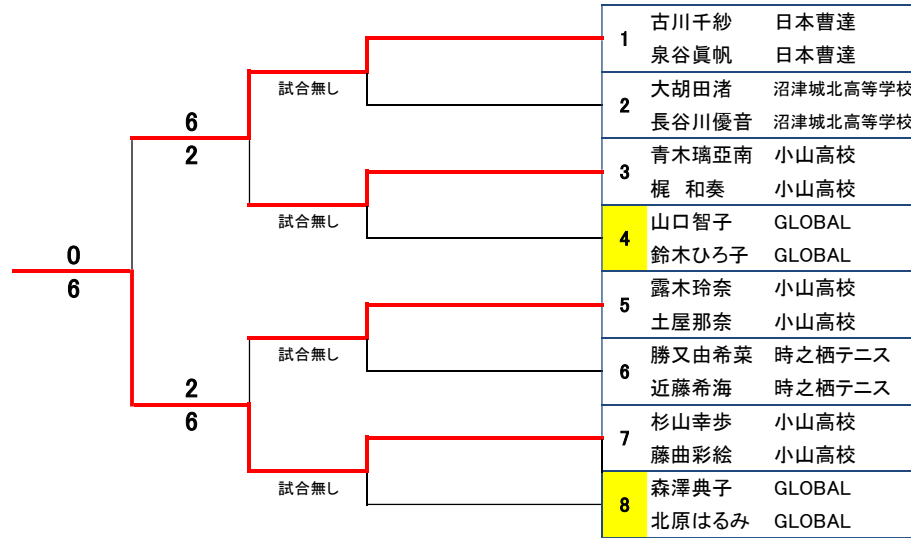 1 古川千紗 日本曹達
泉谷眞帆 日本曹達
試合無し
2 大胡田渚 沼津城北高等学校
長谷川優音 沼津城北高等学校
6
2
3 青木璃亞南 小山高校
梶 和奏 小山高校
試合無し
4 山口智子 GLOBAL
鈴木ひろ子 GLOBAL
0
6
5 露木玲奈 小山高校
土屋那奈 小山高校
試合無し
6 勝又由希菜 時之栖テニス
近藤希海 時之栖テニス
2
6
7 杉山幸歩 小山高校
藤曲彩絵 小山高校
試合無し
8 森澤典子 GLOBAL
北原はるみ GLOBAL